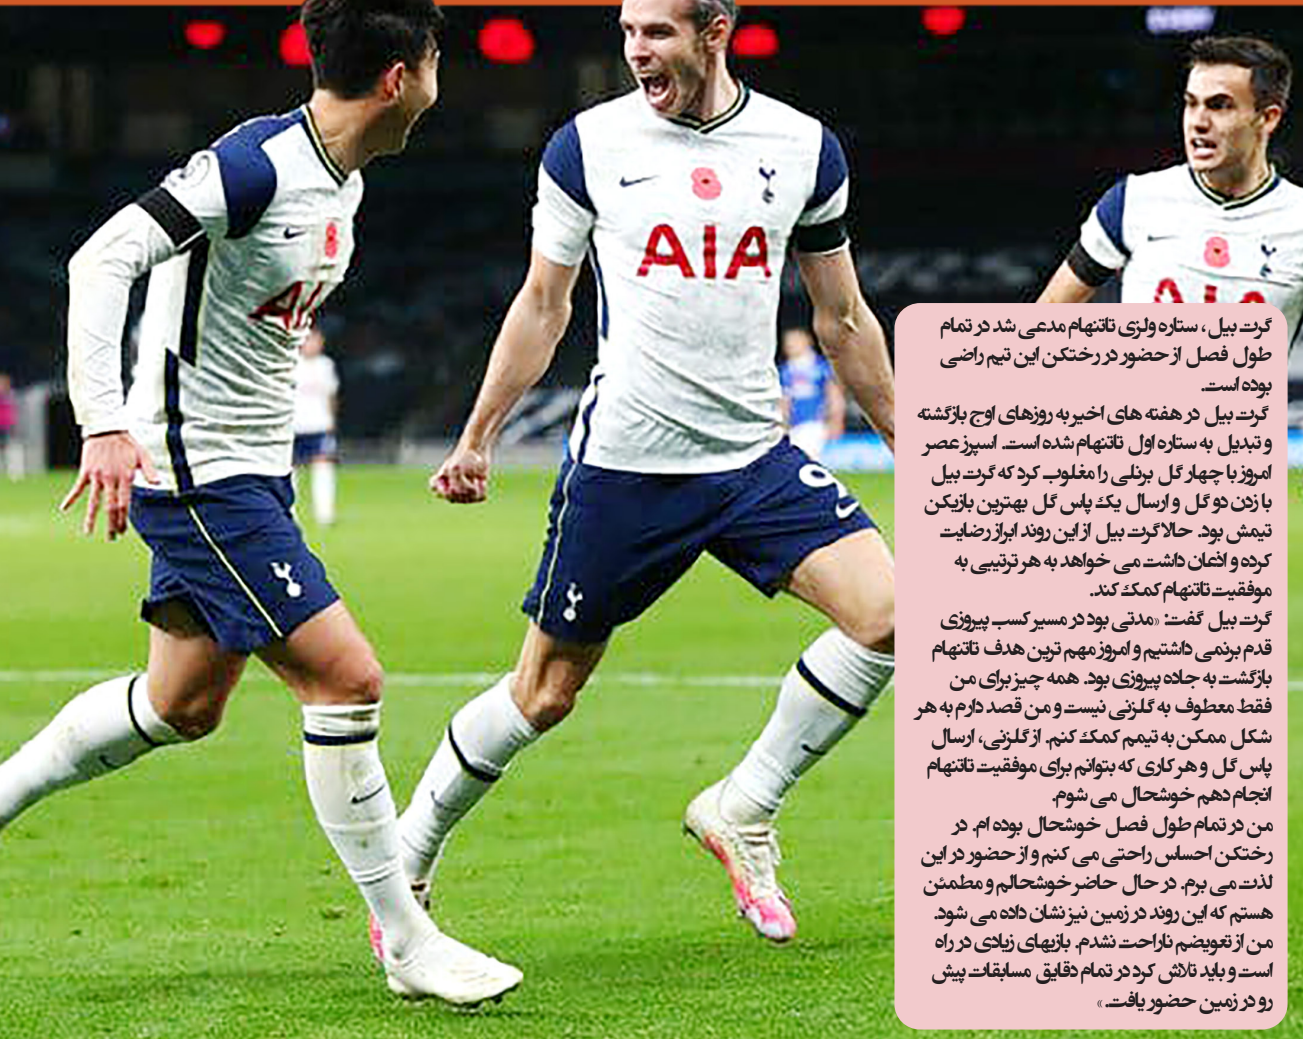 AIA
AIA
9
گرت بیل، ستاره ولزی تاتنهام مدعی شد در تمام
طول فصل از حضور در رختکن این تیم راضی
بوده است.
گرت بیل در هفته های اخیر به روزهای اوج بازگشته
و تبدیل به ستاره اول تاتنهام شده است. اسپرز عصر
امروز با چهار گل برنلی را مغلوب کرد که گرت بیل
با زدن دو گل و ارسال یک پاس گل بهترین بازیکن
تیمش بود. حالا گرت بیل از این روند ابراز رضایت
کرده و اذعان داشت می خواهد به هر ترتیبی به
موفقیت تاتنهام کمک کند.
گرت بیل گفت: «مدتی بود در مسیر کسب پیروزی
قدم برنمی داشتیم و امروز مهم ترین هدف تاتنهام
بازگشت به جاده پیروزی بود. همه چیز برای من
فقط معطوف به گلزنی نیست و من قصد دارم به هر
شکل ممکن به تیمم کمک کنم. از گلزنی، ارسال
پاس گل و هر کاری که بتوانم برای موفقیت تاتنهام
انجام دهم خوشحال می شوم.
من در تمام طول فصل خوشحال بوده ام. در
رختکن احساس راحتی می کنم و از حضور در این
لذت می برم. در حال حاضر خوشحالم و مطمئن
هستم که این روند در زمین نیز نشان داده می شود.
من از تعویضم ناراحت نشدم. بازیهای زیادی در راه
است و باید تلاش کرد در تمام دقایق مسابقات پیش
رو در زمین حضور یافت.»